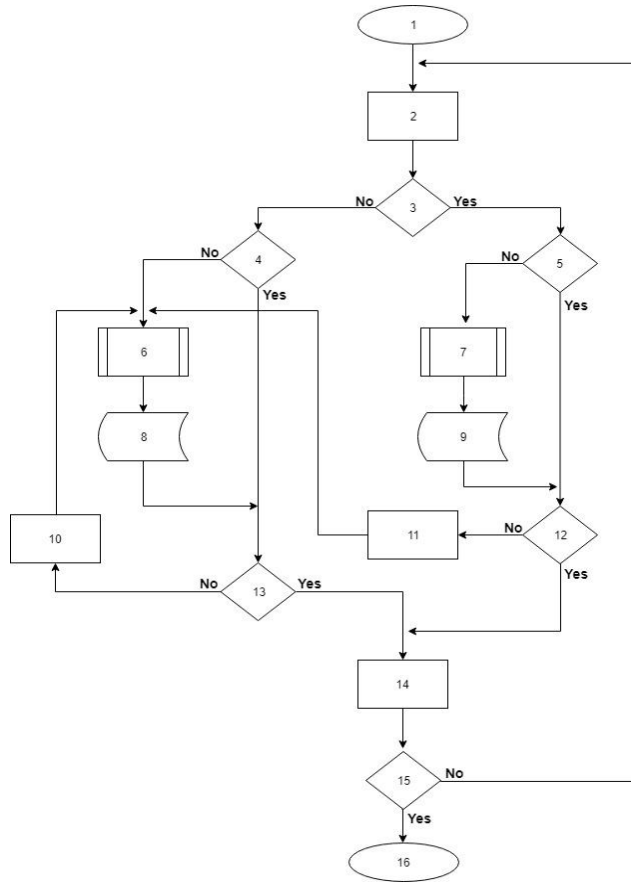 1
2
No
3
Yes
No
4
Yes
No
5
Yes
6
7
8
9
10
11
No
12
Yes
No
13
Yes
14
15
No
Yes
16